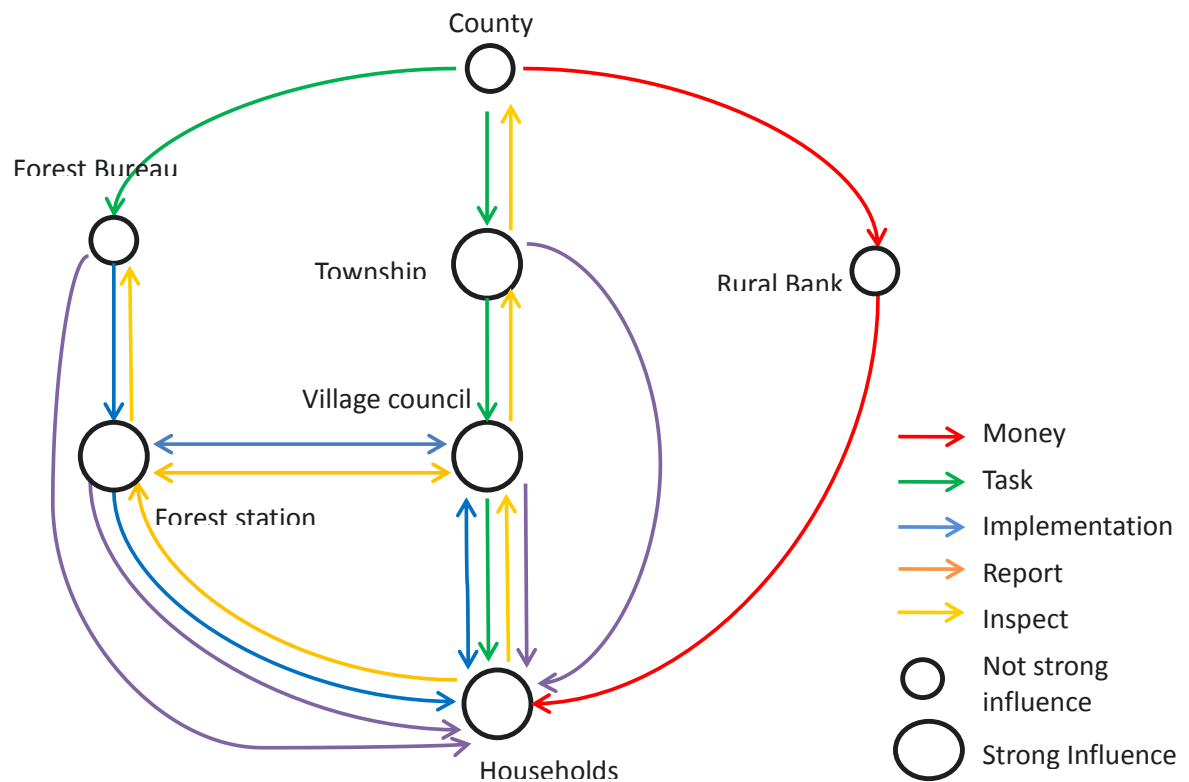 County
Forest Bureau
Township
Rural Bank
Village council
Forest station
Households
Money
Task
Implementation
Report
Inspect
Not strong
influence
Strong Influence